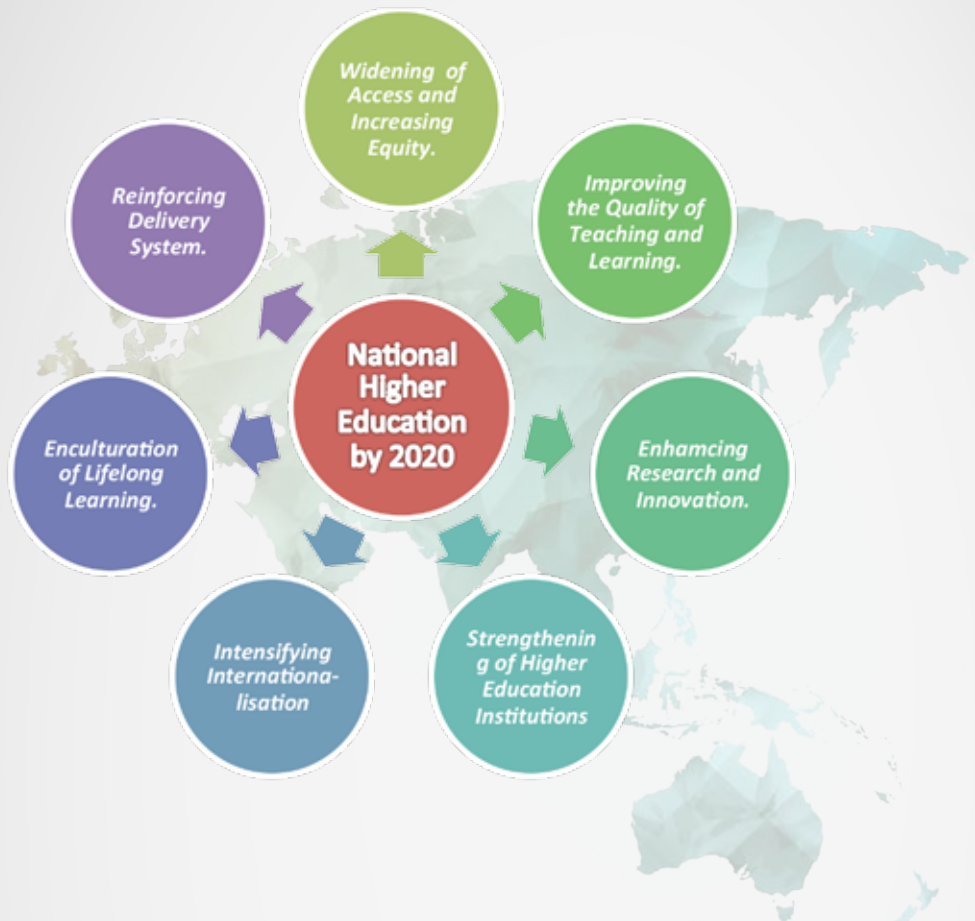 Widening of
Access and
Increasing
Equity.
Improving
the Quality of
Teaching and
Learning.
Enhamcing
Research and
Innovation.
Strengthenin
g of Higher
Education
Institutions
Intensifying
Internationa-
lisation
Enculturation
of Lifelong
Learning.
Reinforcing
Delivery
System.
National
Higher
Education
by 2020